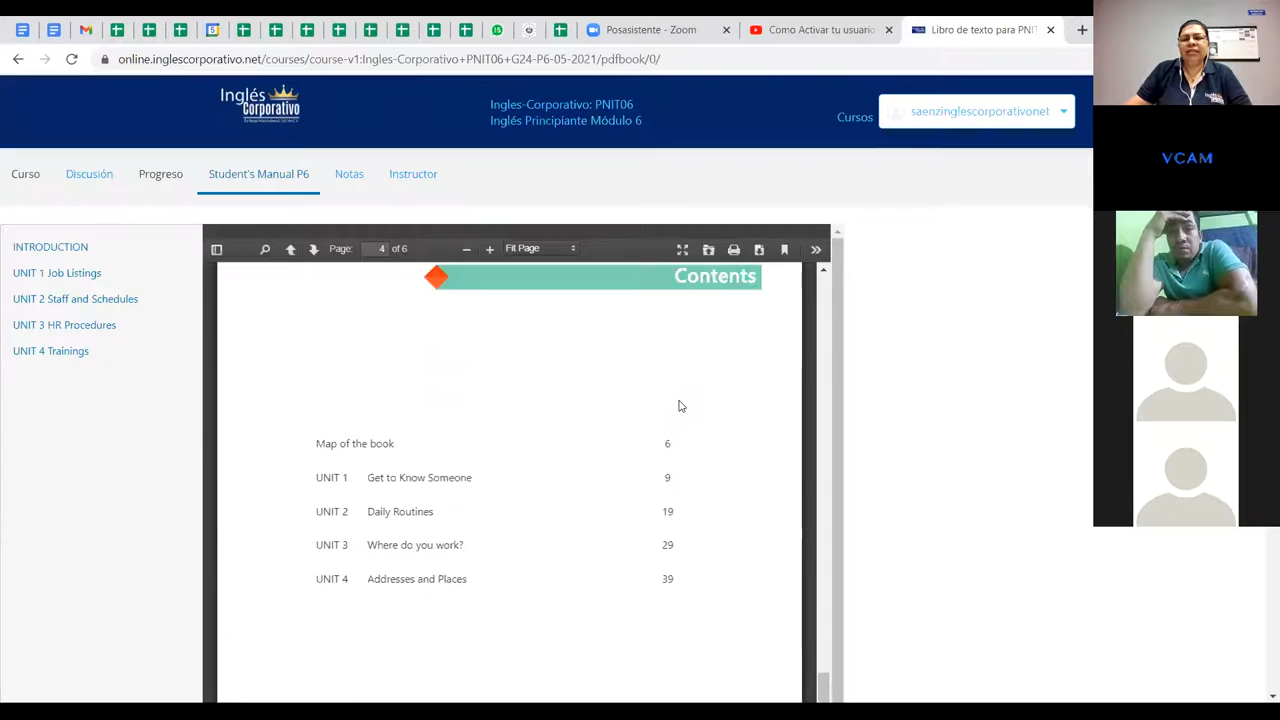 Posasistente - Zoom
Como Activar tu usuario
Libro de texto para PNIT
online.inglescorporativo.net/courses/course-v1:Ingles-Corporativo+PNIT06+G24-P6-05-2021/pdfbook/0/
Inglés
Corporativo
Ingles-Corporativo: PNIT06
Inglés Principiante Módulo 6
Cursos
saenzinglescorporativonet
Curso
Discusión
Progreso
Student's Manual P6
Notas
Instructor
INTRODUCTION
UNIT 1 Job Listings
UNIT 2 Staff and Schedules
UNIT 3 HR Procedures
UNIT 4 Trainings
Page: 4 of 6
Fit Page
Contents
Map of the book 6
UNIT 1 Get to Know Someone 9
UNIT 2 Daily Routines 19
UNIT 3 Where do you work? 29
UNIT 4 Addresses and Places 39
VCAM